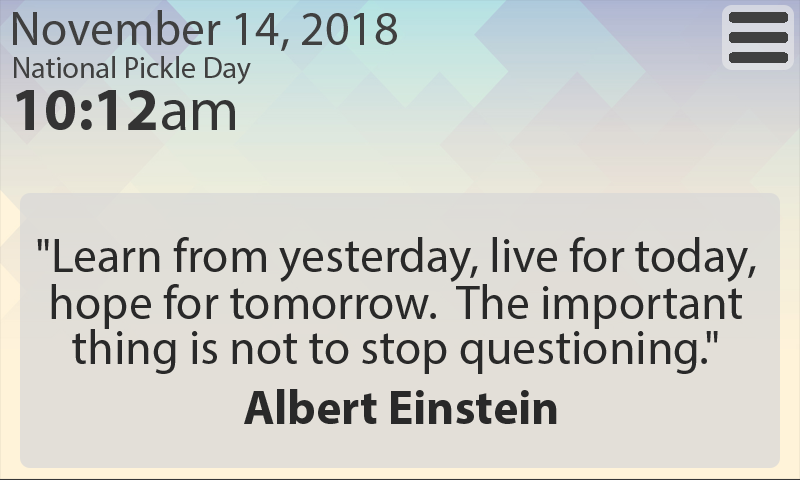 November 14, 2018
National Pickle Day
10:12am
"Learn from yesterday, live for today,
hope for tomorrow.  The important
thing is not to stop questioning."
Albert Einstein